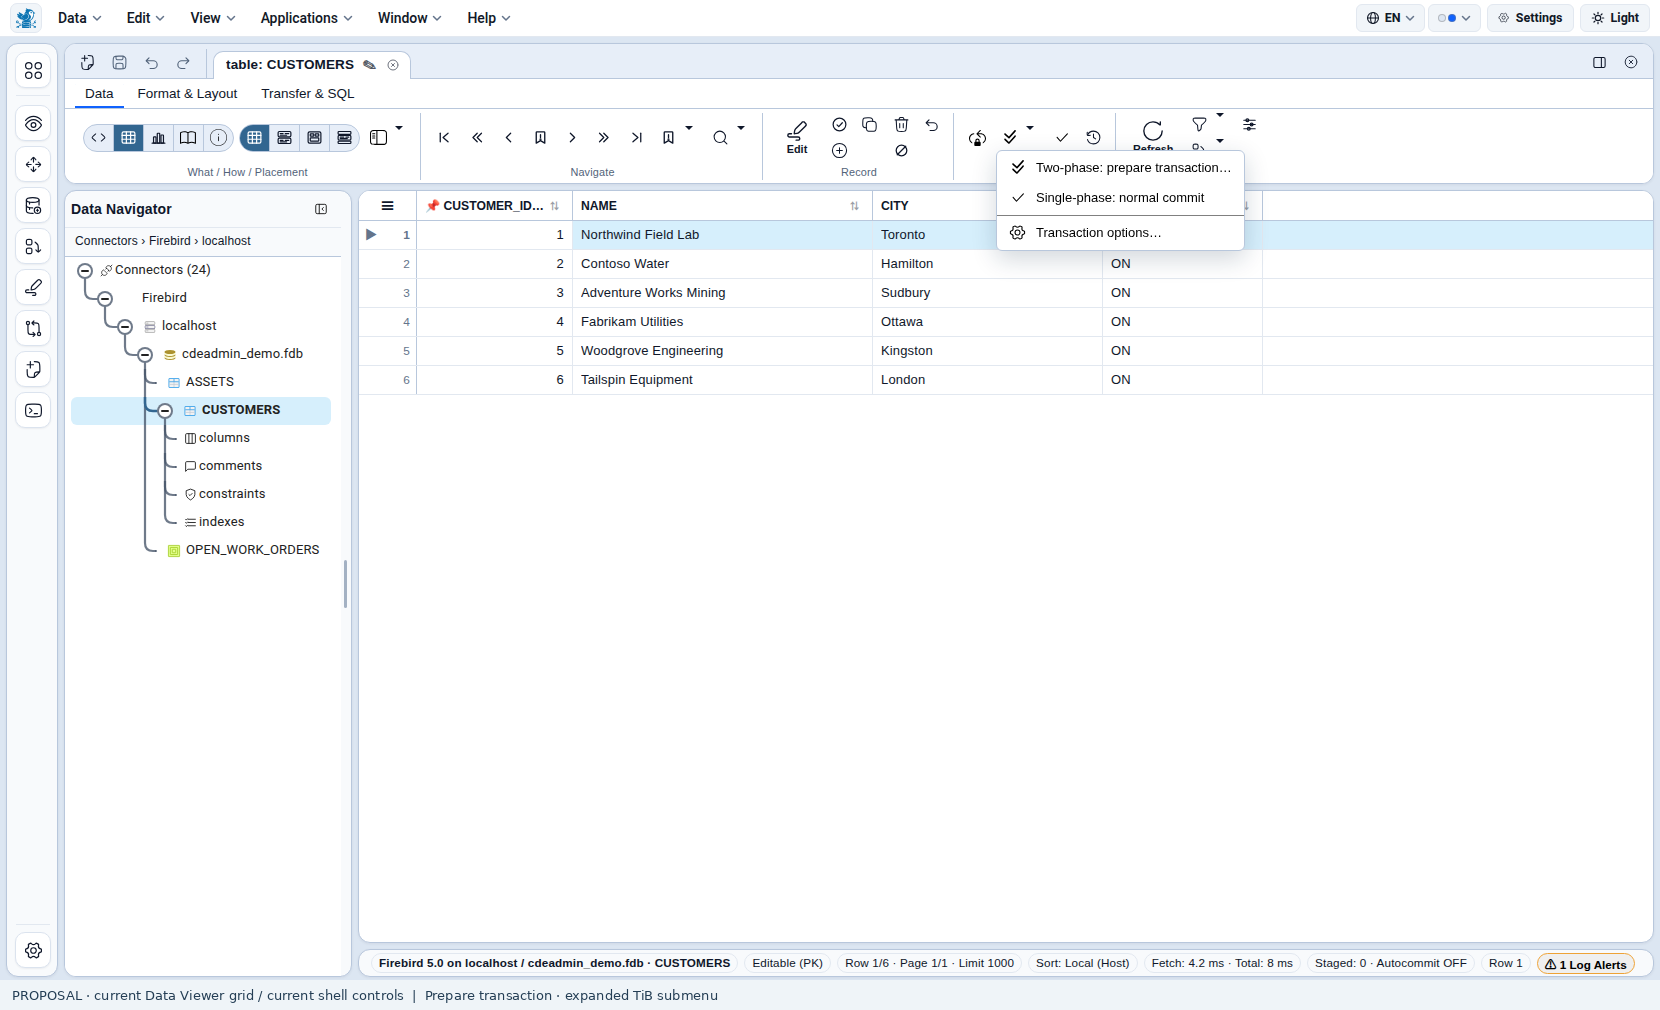 Data Edit View Applications Window Help EN Settings Light
table: CUSTOMERS
Data Format & Layout Transfer & SQL
Edit
What / How / Placement Navigate Record
Two-phase: prepare transaction…
Single-phase: normal commit
Transaction options…
Data Navigator
Connectors › Firebird › localhost
Connectors (24)
Firebird
localhost
cdeadmin_demo.fdb
ASSETS
CUSTOMERS
columns
comments
constraints
indexes
OPEN_WORK_ORDERS
CUSTOMER_ID… NAME CITY
1 1 Northwind Field Lab Toronto
2 2 Contoso Water Hamilton ON
3 3 Adventure Works Mining Sudbury ON
4 4 Fabrikam Utilities Ottawa ON
5 5 Woodgrove Engineering Kingston ON
6 6 Tailspin Equipment London ON
Firebird 5.0 on localhost / cdeadmin_demo.fdb · CUSTOMERS Editable (PK) Row 1/6 · Page 1/1 · Limit 1000 Sort: Local (Host) Fetch: 4.2 ms · Total: 8 ms Staged: 0 · Autocommit OFF Row 1 1 Log Alerts
PROPOSAL · current Data Viewer grid / current shell controls | Prepare transaction · expanded TiB submenu